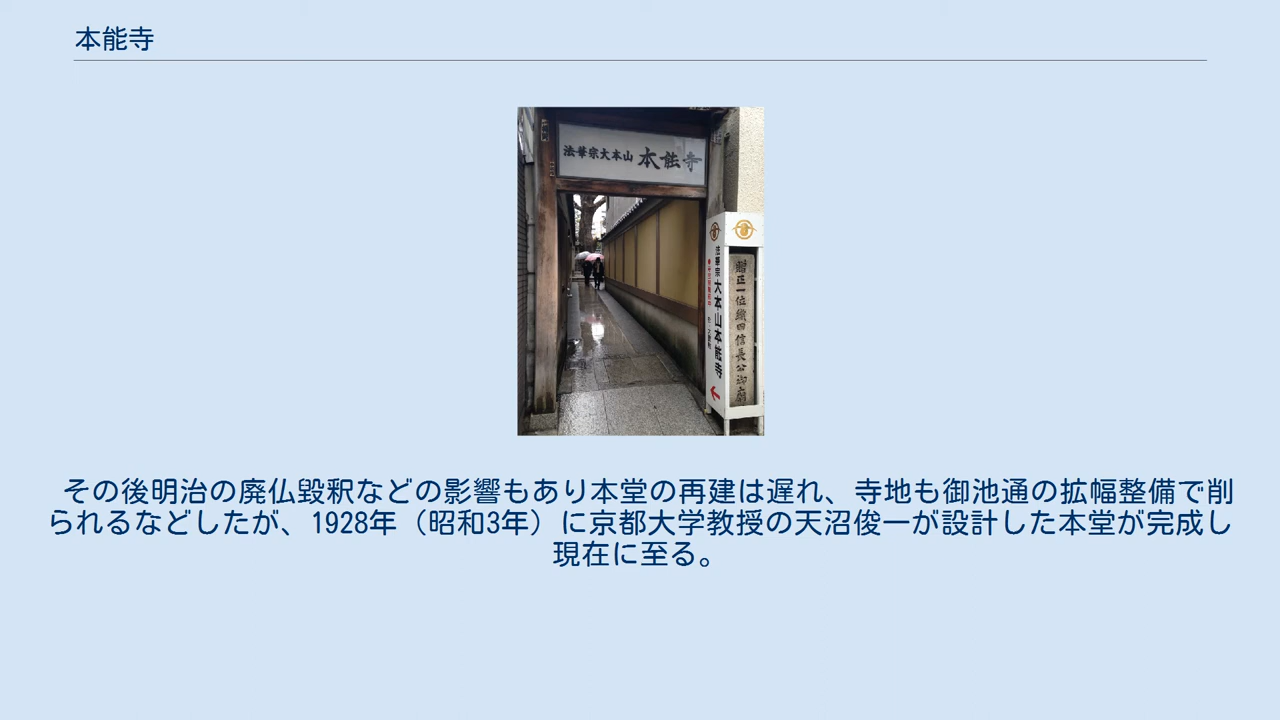 本能寺
法華宗大本山 本能寺
法華宗 大本山本能寺
贈正一位織田信長公御廟
その後明治の廃仏毀釈などの影響もあり本堂の再建は遅れ、寺地も御池通の拡幅整備で削
られるなどしたが、1928年（昭和3年）に京都大学教授の天沼俊一が設計した本堂が完成し
現在に至る。